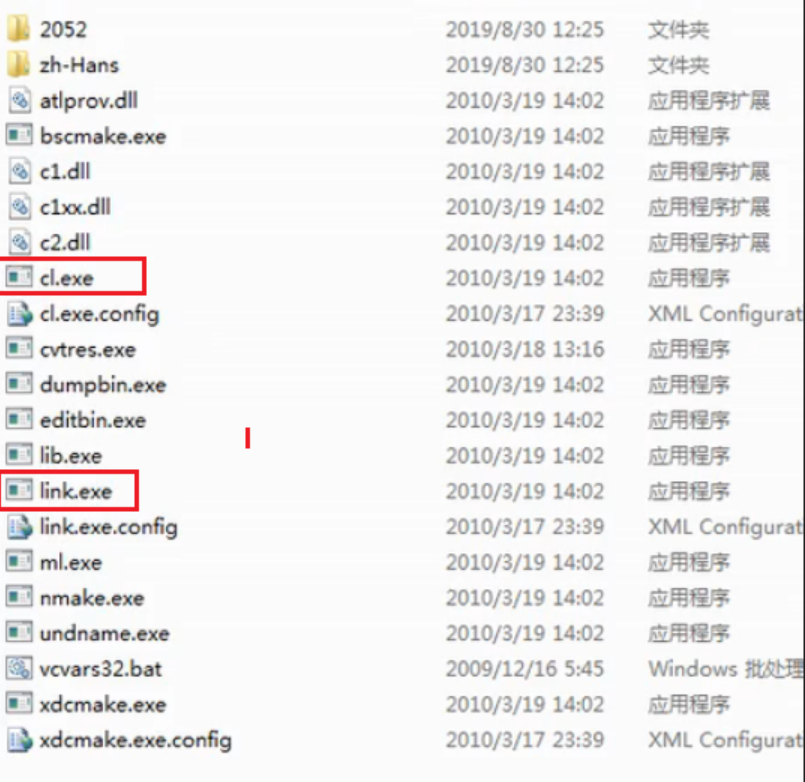 2052 2019/8/30 12:25 文件夹
zh-Hans 2019/8/30 12:25 文件夹
atlprov.dll 2010/3/19 14:02 应用程序扩展
bscmake.exe 2010/3/19 14:02 应用程序
c1.dll 2010/3/19 14:02 应用程序扩展
c1xx.dll 2010/3/19 14:02 应用程序扩展
c2.dll 2010/3/19 14:02 应用程序扩展
cl.exe 2010/3/19 14:02 应用程序
cl.exe.config 2010/3/17 23:39 XML Configurat
cvtres.exe 2010/3/18 13:16 应用程序
dumpbin.exe 2010/3/19 14:02 应用程序
editbin.exe 2010/3/19 14:02 应用程序
lib.exe 2010/3/19 14:02 应用程序
link.exe 2010/3/19 14:02 应用程序
link.exe.config 2010/3/17 23:39 XML Configurat
ml.exe 2010/3/19 14:02 应用程序
nmake.exe 2010/3/19 14:02 应用程序
undname.exe 2010/3/19 14:02 应用程序
vcvars32.bat 2009/12/16 5:45 Windows 批处理
xdcmake.exe 2010/3/19 14:02 应用程序
xdcmake.exe.config 2010/3/17 23:39 XML Configurat